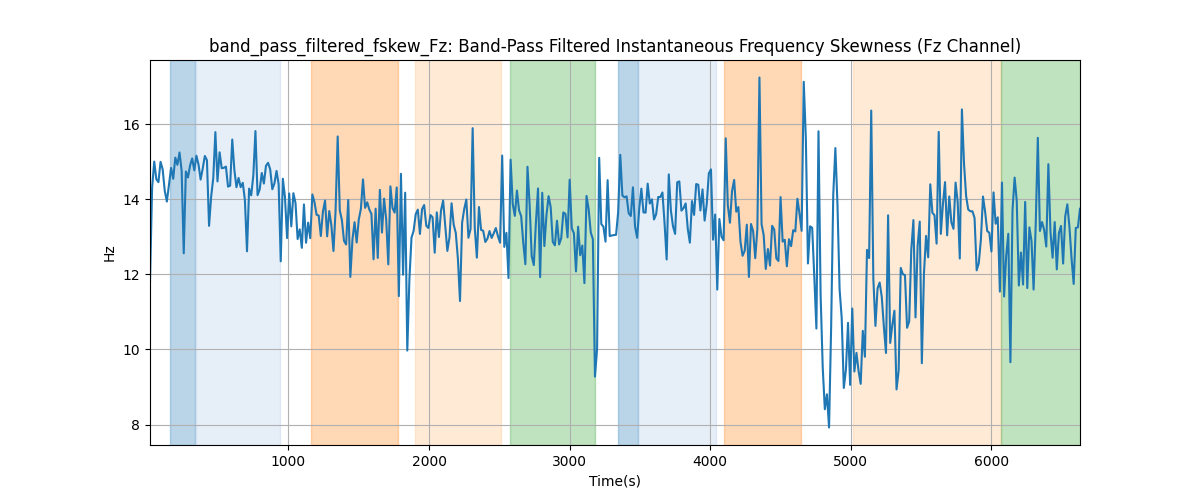 band_pass_filtered_fskew_Fz: Band-Pass Filtered Instantaneous Frequency Skewness (Fz Channel)
16
14
12
10
8
Hz
1000 2000 3000 4000 5000 6000
Time(s)